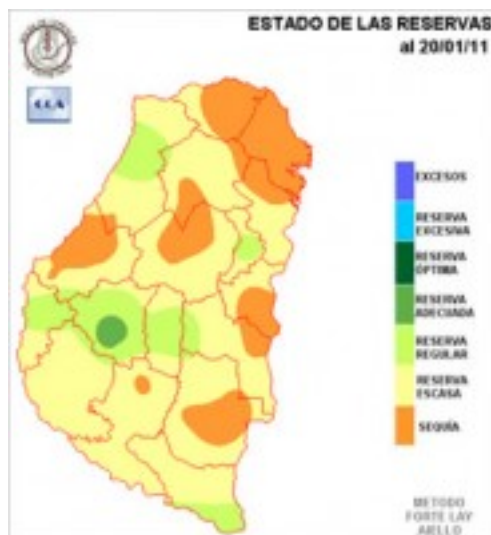 ESTADO DE LAS RESERVAS
al 20/01/11
CCA
EXCESOS
RESERVA
EXCESIVA
RESERVA
ÓPTIMA
RESERVA
ADECUADA
RESERVA
REGULAR
RESERVA
ESCASA
SEQUÍA
METODO
FORTE LAY
AIELLO